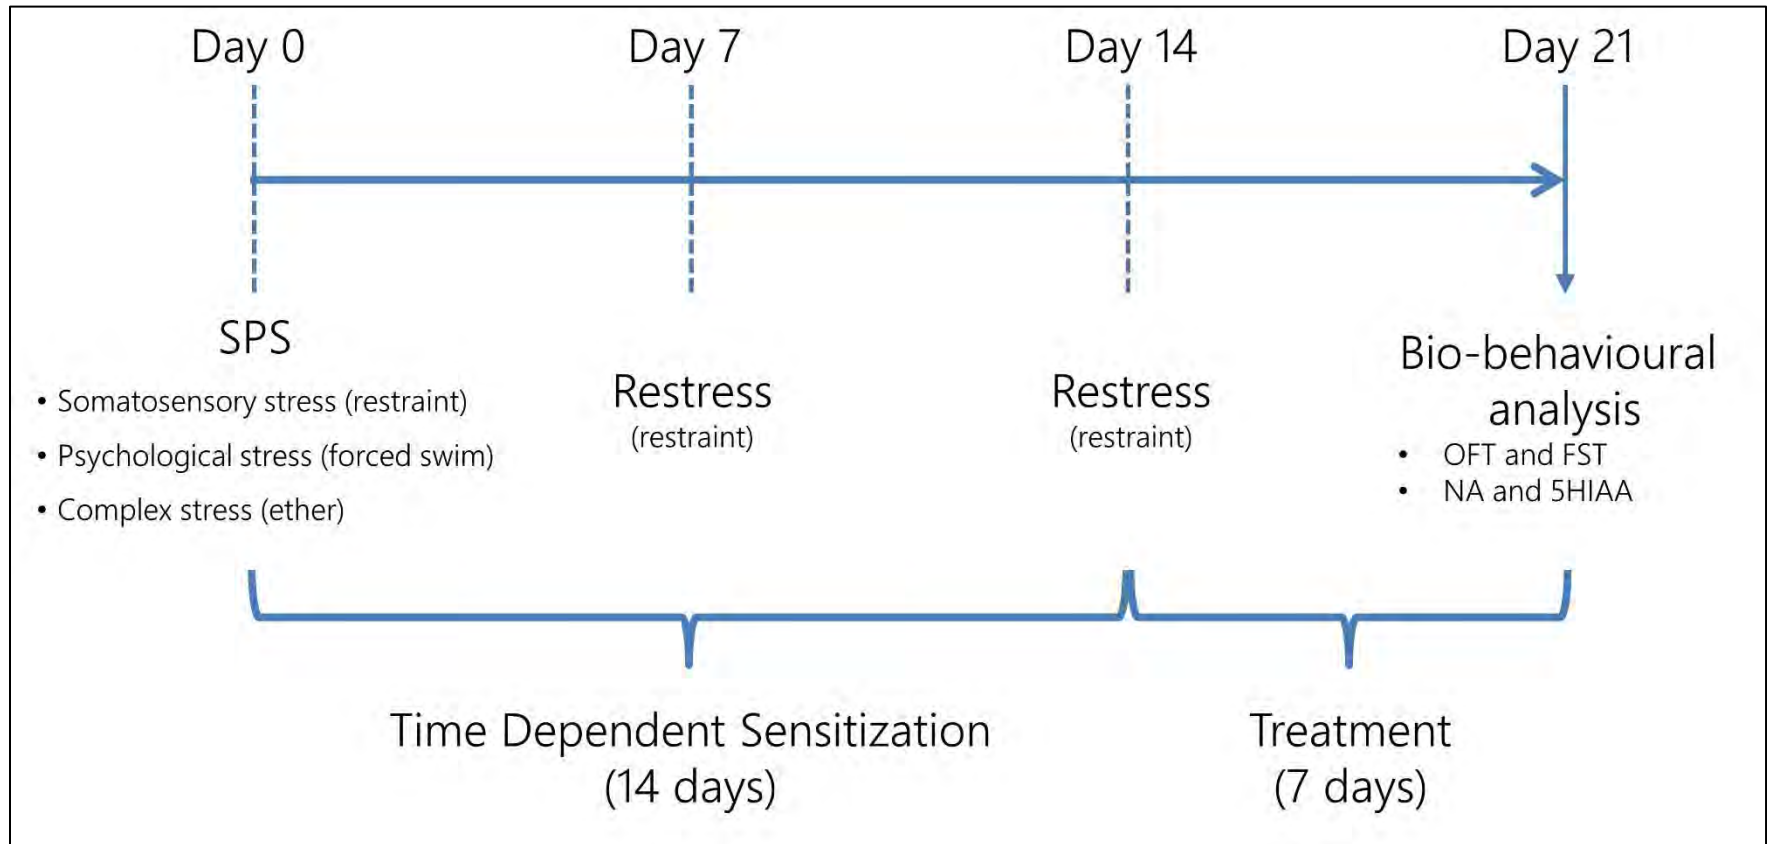 Day 0
Day 7
Day 14
Day 21
SPS
• Somatosensory stress (restraint)
• Psychological stress (forced swim)
• Complex stress (ether)
Restress
(restraint)
Restress
(restraint)
Bio-behavioural
analysis
• OFT and FST
• NA and 5HIAA
Time Dependent Sensitization
(14 days)
Treatment
(7 days)